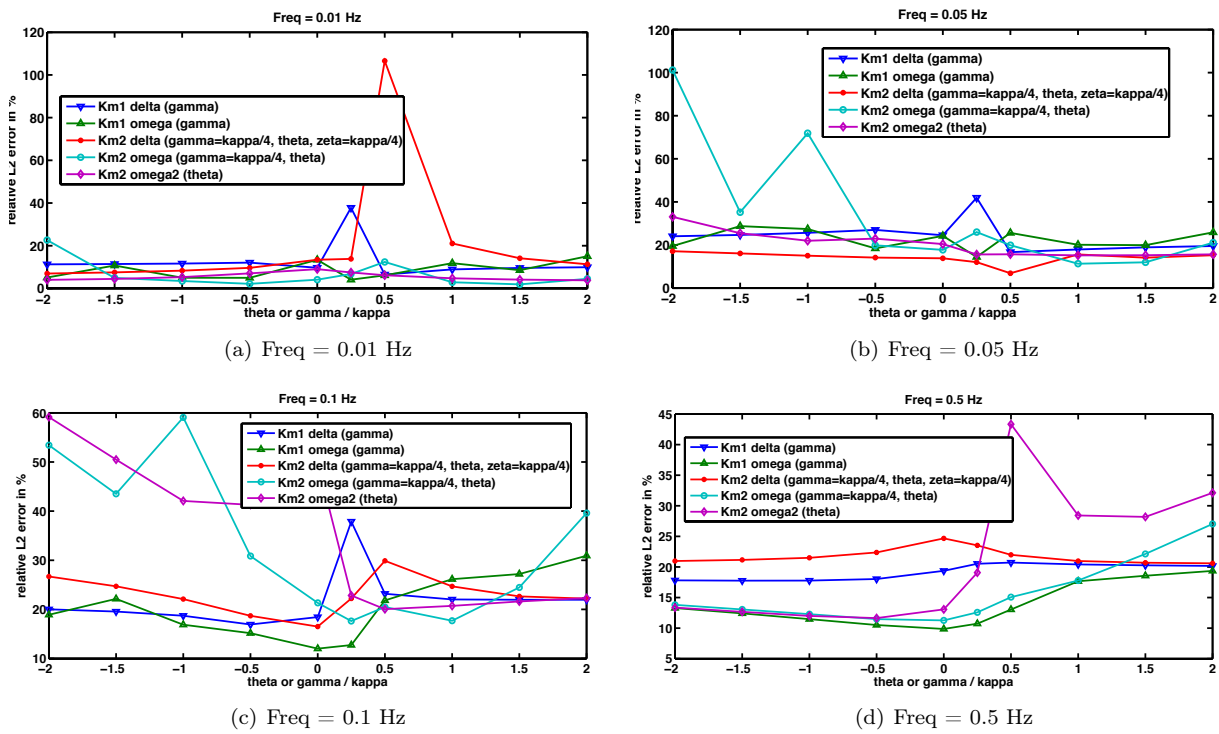 Freq = 0.01 Hz
120
100
80
60
40
20
0
relative L2 error in %
Km1 delta (gamma)
Km1 omega (gamma)
Km2 delta (gamma=kappa/4, theta, zeta=kappa/4)
Km2 omega (gamma=kappa/4, theta)
Km2 omega2 (theta)
−2 −1.5 −1 −0.5 0 0.5 1 1.5 2
theta or gamma / kappa
(a) Freq = 0.01 Hz
Freq = 0.05 Hz
120
100
80
60
40
20
0
relative L2 error in %
Km1 delta (gamma)
Km1 omega (gamma)
Km2 delta (gamma=kappa/4, theta, zeta=kappa/4)
Km2 omega (gamma=kappa/4, theta)
Km2 omega2 (theta)
−2 −1.5 −1 −0.5 0 0.5 1 1.5 2
theta or gamma / kappa
(b) Freq = 0.05 Hz
Freq = 0.1 Hz
60
50
40
30
20
10
relative L2 error in %
Km1 delta (gamma)
Km1 omega (gamma)
Km2 delta (gamma=kappa/4, theta, zeta=kappa/4)
Km2 omega (gamma=kappa/4, theta)
Km2 omega2 (theta)
−2 −1.5 −1 −0.5 0 0.5 1 1.5 2
theta or gamma / kappa
(c) Freq = 0.1 Hz
Freq = 0.5 Hz
45
40
35
30
25
20
15
10
5
relative L2 error in %
Km1 delta (gamma)
Km1 omega (gamma)
Km2 delta (gamma=kappa/4, theta, zeta=kappa/4)
Km2 omega (gamma=kappa/4, theta)
Km2 omega2 (theta)
−2 −1.5 −1 −0.5 0 0.5 1 1.5 2
theta or gamma / kappa
(d) Freq = 0.5 Hz